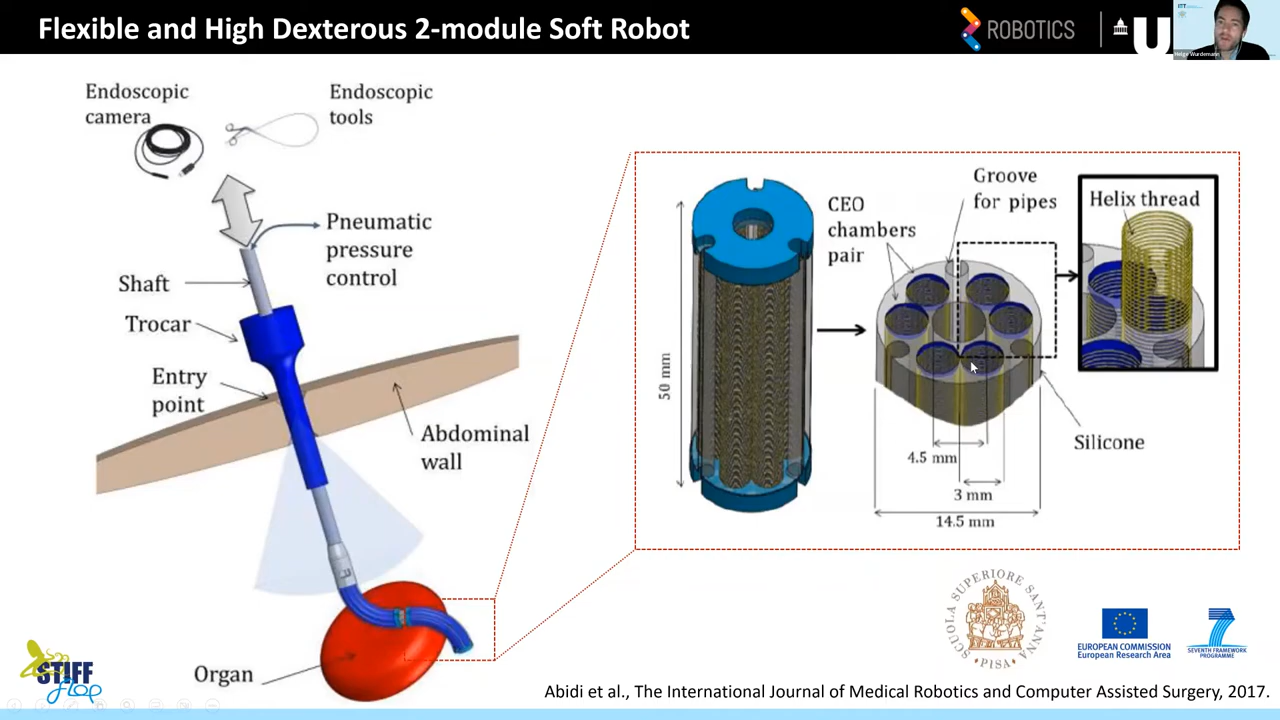 Flexible and High Dexterous 2-module Soft Robot
ROBOTICS
U
Helge Wurdemann
Endoscopic
camera
Endoscopic
tools
Pneumatic
pressure
control
Shaft
Trocar
Entry
point
Abdominal
wall
Organ
50 mm
CEO
chambers
pair
Groove
for pipes
Helix thread
Silicone
4.5 mm
3 mm
14.5 mm
SCUOLA SUPERIORE SANT'ANNA
PISA
EUROPEAN COMMISSION
European Research Area
7
SEVENTH FRAMEWORK
PROGRAMME
STIFF
flop
Abidi et al., The International Journal of Medical Robotics and Computer Assisted Surgery, 2017.